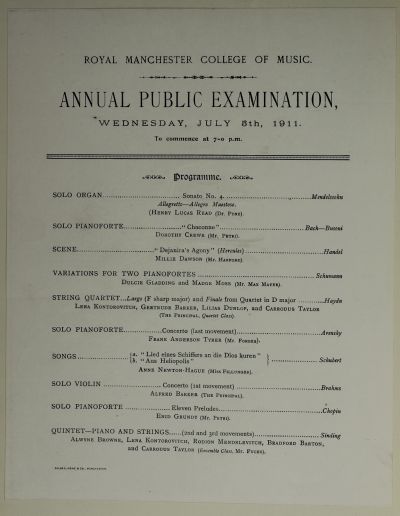 ROYAL MANCHESTER COLLEGE OF MUSIC.
ANNUAL PUBLIC EXAMINATION,
WEDNESDAY, JULY 5th, 1911.
To commence at 7-0 p.m.
Programme.
SOLO ORGAN Sonato No. 4 Mendelssohn
Allegretto—Allegro Maestoso.
(Henry Lucas Read (Dr. Pyne).
SOLO PIANOFORTE "Chaconne" Bach—Busoni
Dorothy Crewe (Mr. Petri).
SCENE "Dejanira's Agony" (Hercules) Handel
Millie Dawson (Mr. Harford).
VARIATIONS FOR TWO PIANOFORTES Schumann
Dulcie Gladding and Madge Moss (Mr. Max Mayer).
STRING QUARTET—Largo (F sharp major) and Finale from Quartet in D major Haydn
Lena Kontorovitch, Gertrude Barker, Lilias Dunlop, and Carrodus Taylor
(The Principal, Quartet Class).
SOLO PIANOFORTE Concerto (last movement) Arensky
Frank Anderson Tyrer (Mr. Forbes).
SONGS {a. "Lied eines Schiffers an die Dios kuren" } Schubert
{b. "Aus Heliopolis"
Anne Newton-Hague (Miss Fillunger).
SOLO VIOLIN Concerto (1st movement) Brahms
Alfred Barker (The Principal).
SOLO PIANOFORTE Eleven Preludes Chopin
Enid Grundy (Mr. Petri).
QUINTET—PIANO AND STRINGS (2nd and 3rd movements) Sinding
Alwyne Browne, Lena Kontorovitch, Rodion Mendelevitch, Bradford Barton,
and Carrodus Taylor (Ensemble Class, Mr. Fuchs).